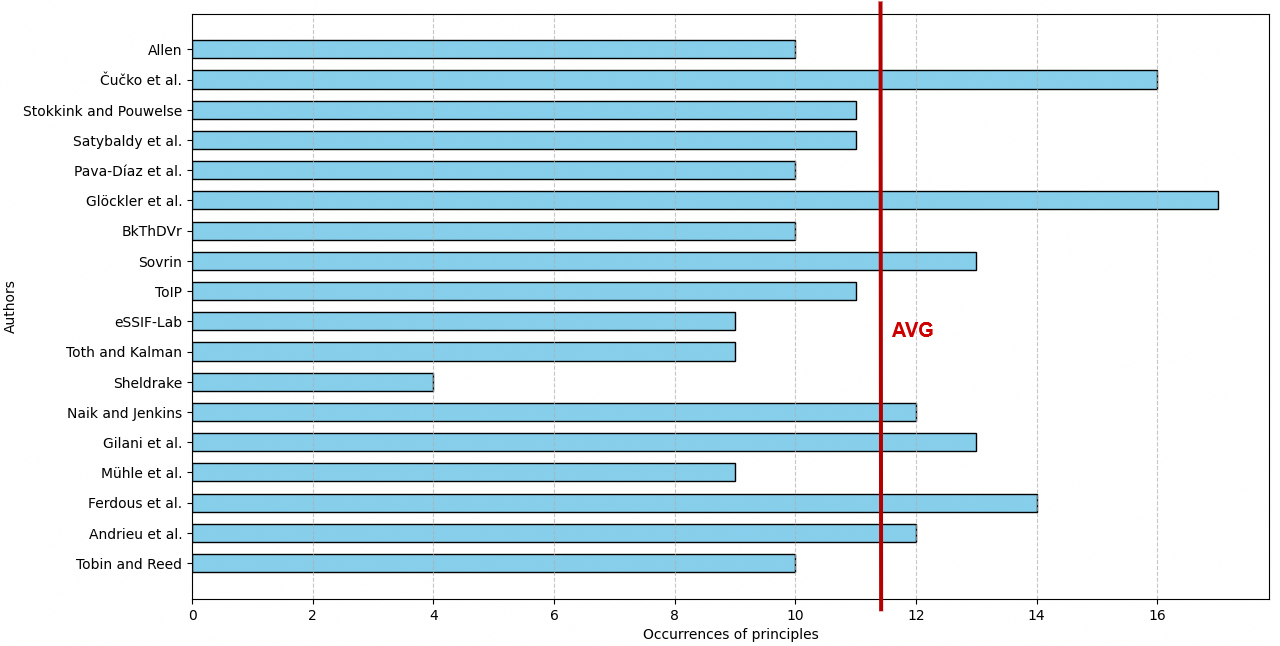 Allen
Čučko et al.
Stokkink and Pouwelse
Satybaldy et al.
Pava-Díaz et al.
Glöckler et al.
BkThDVr
Sovrin
ToIP
eSSIF-Lab
Toth and Kalman
Sheldrake
Naik and Jenkins
Gilani et al.
Mühle et al.
Ferdous et al.
Andrieu et al.
Tobin and Reed
Authors
AVG
0 2 4 6 8 10 12 14 16
Occurrences of principles